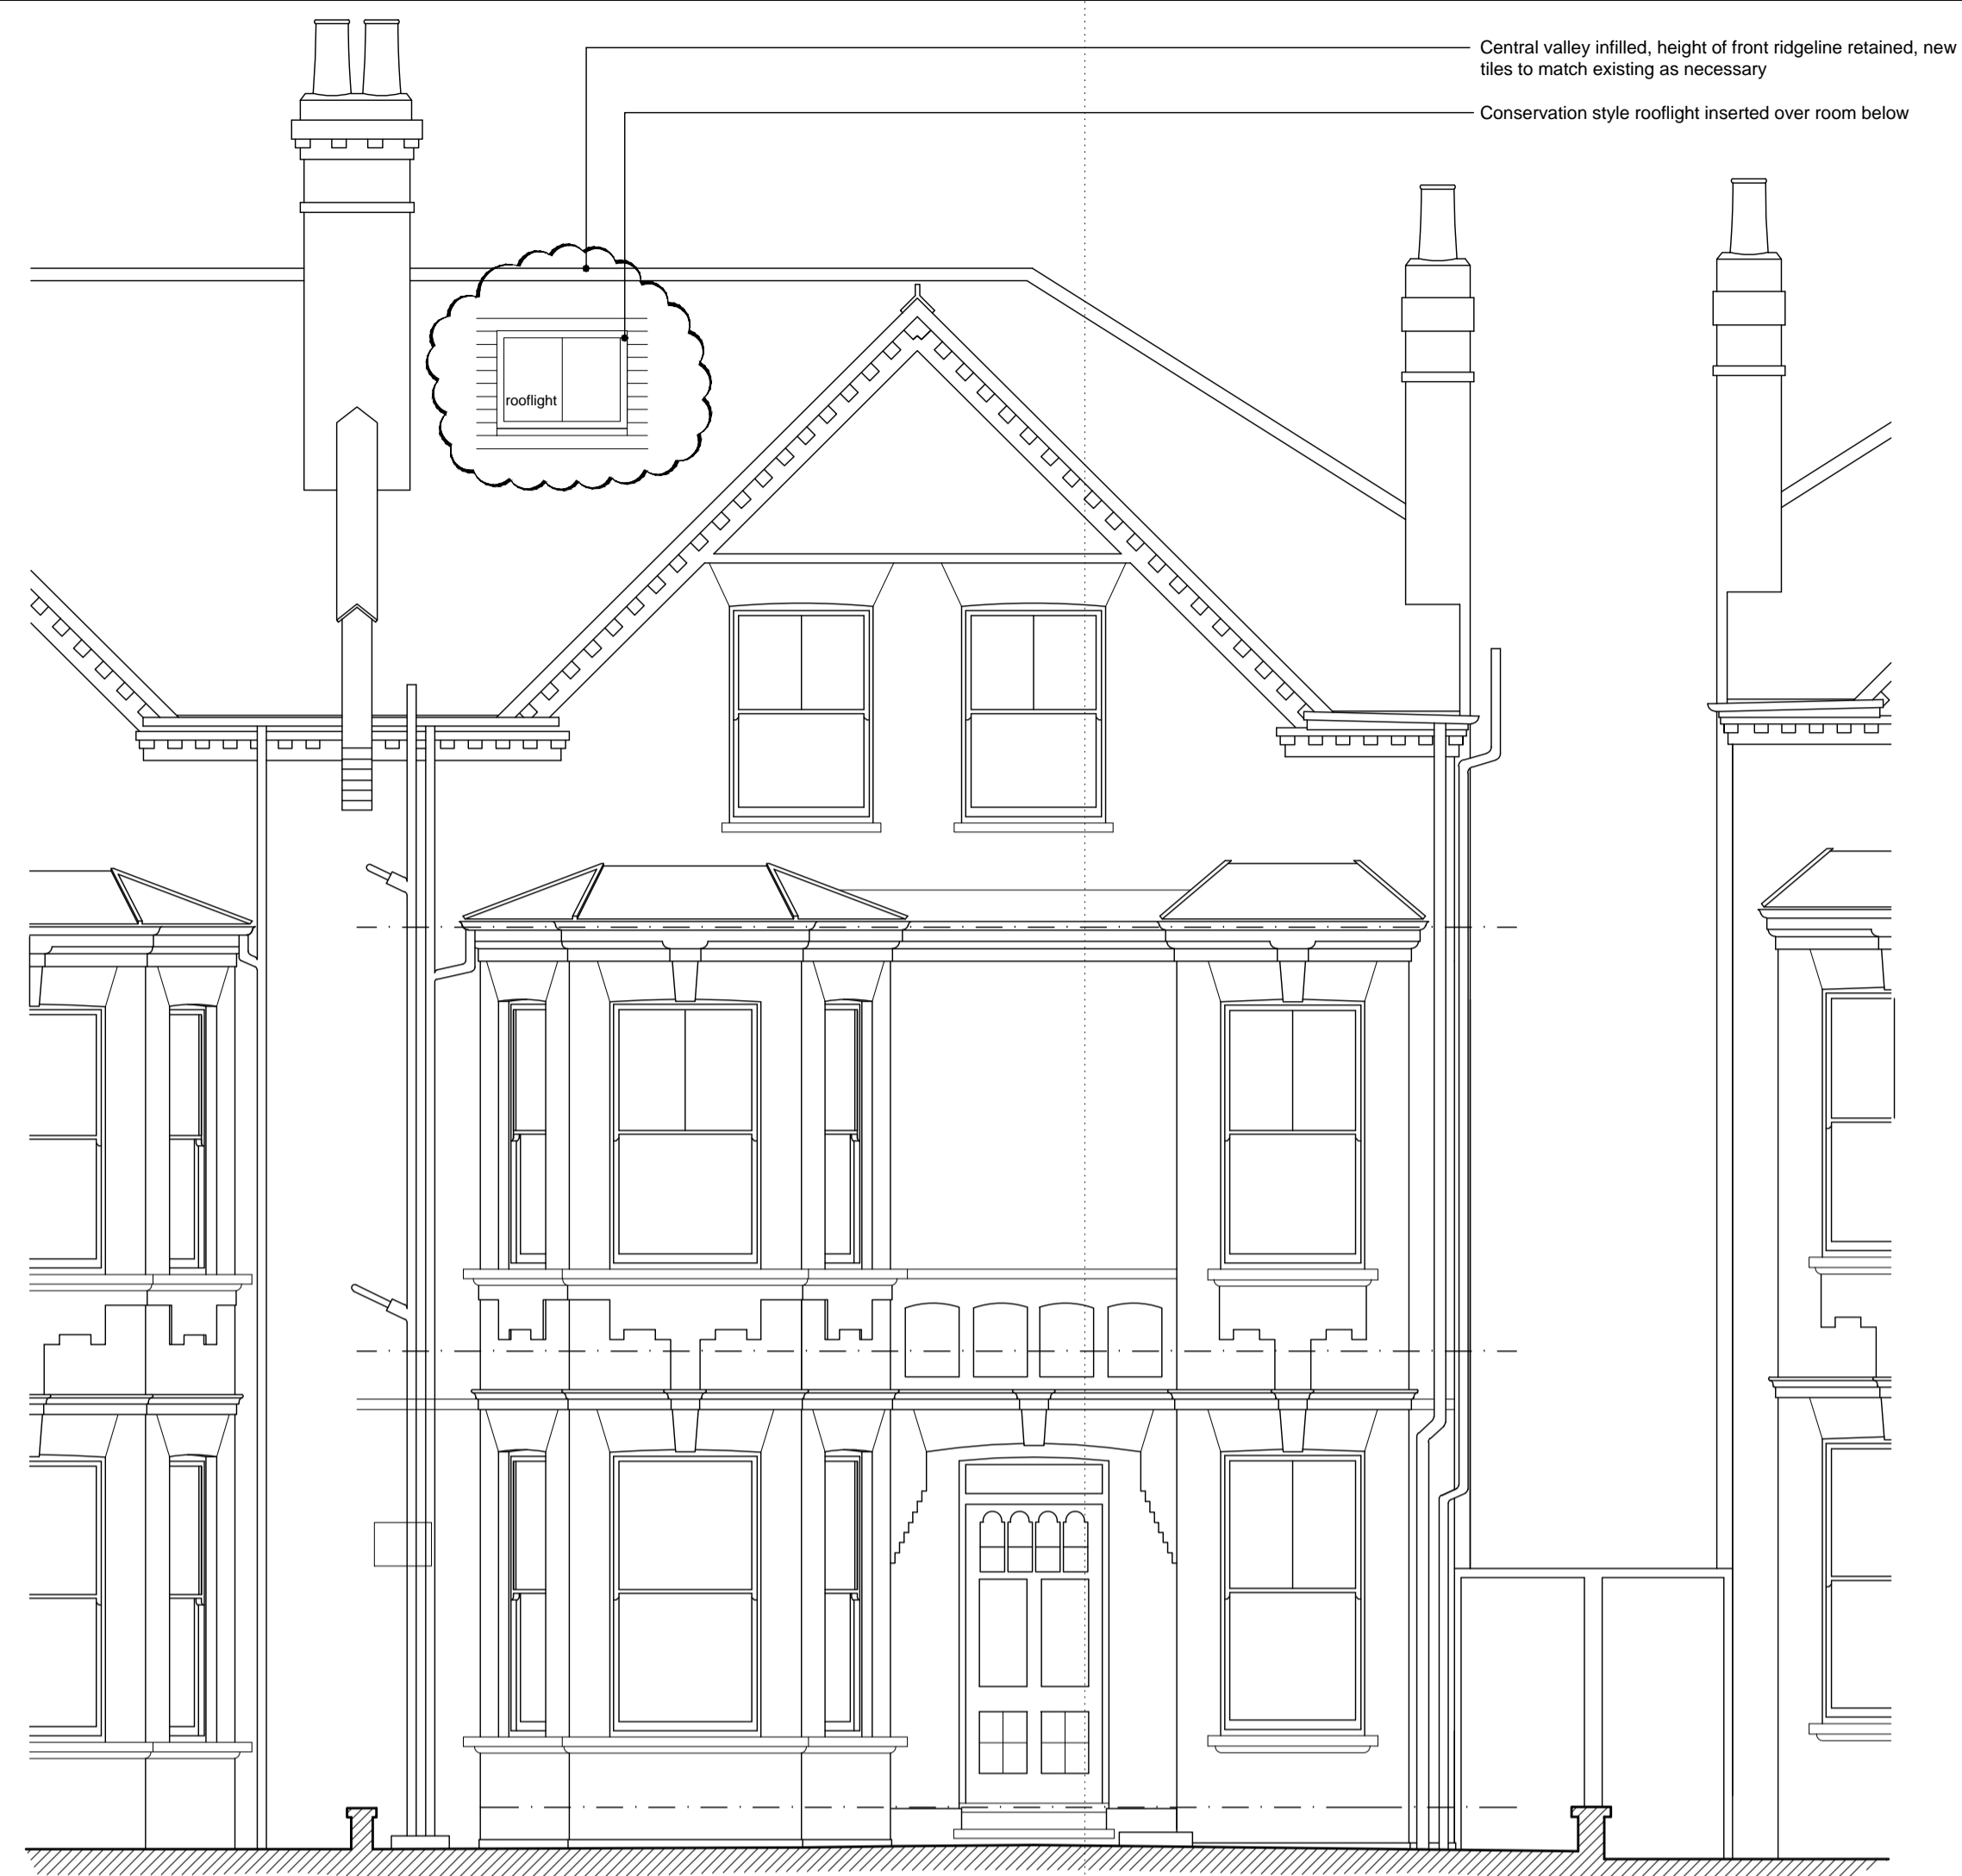 Central valley infilled, height of front ridgeline retained, new
tiles to match existing as necessary
Conservation style rooflight inserted over room below
rooflight